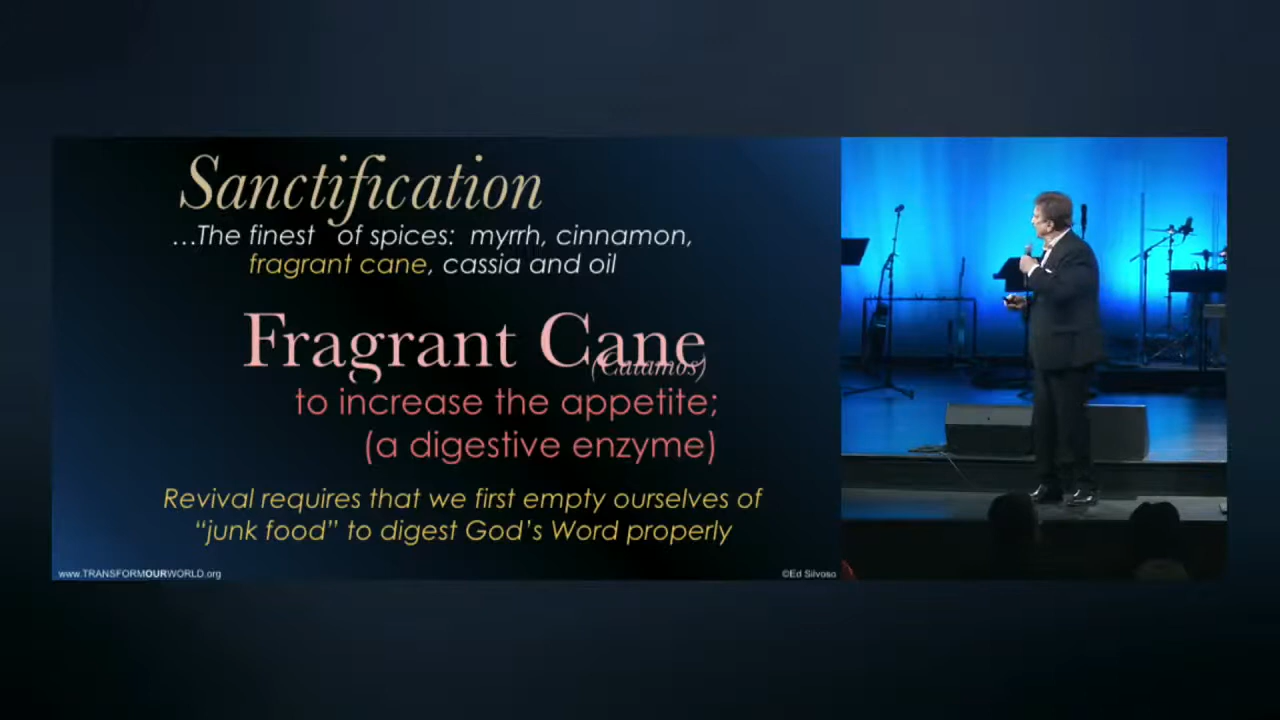 Sanctification
...The finest of spices: myrrh, cinnamon,
fragrant cane, cassia and oil
Fragrant Cane
(Calamos)
to increase the appetite;
(a digestive enzyme)
Revival requires that we first empty ourselves of
“junk food” to digest God’s Word properly
www.TRANSFORMOURWORLD.org
©Ed Silvoso